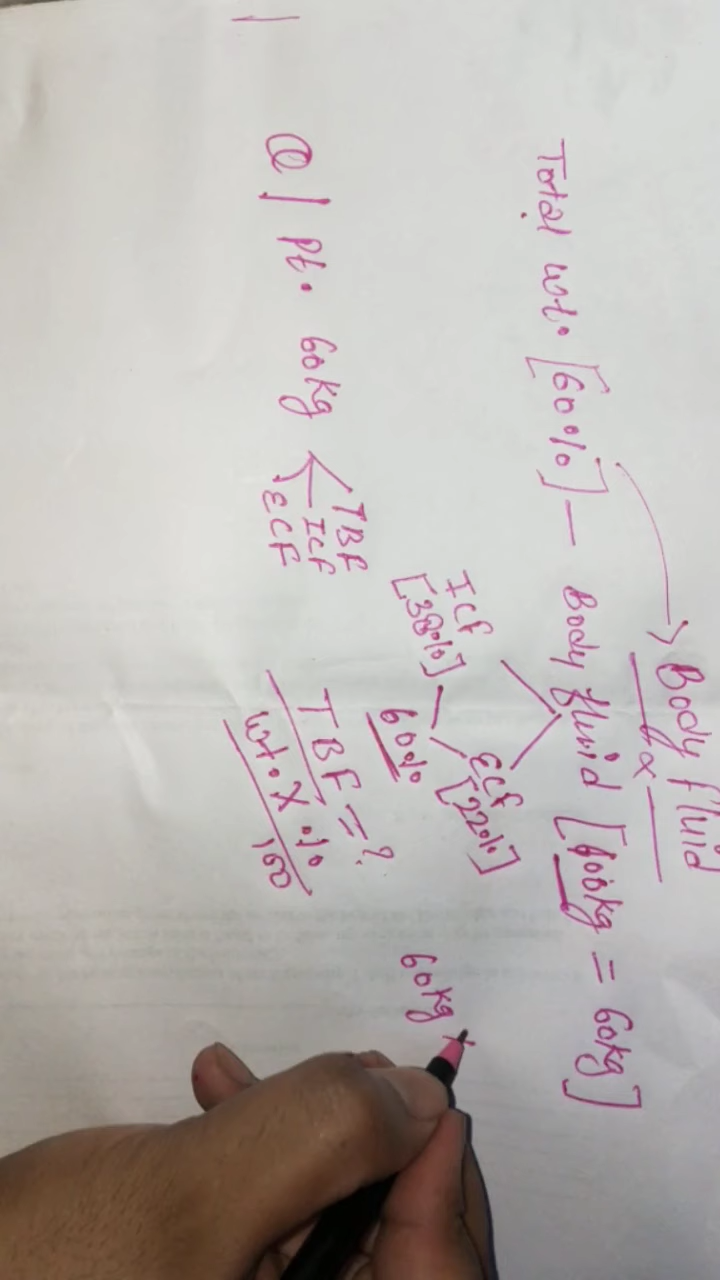 Body fluid
Total wt. [60%] — Body fluid [100kg = 60kg]
ICF ECF
[38%] [22%]
60%
Q | Pt. 60kg
TBF
ICF
ECF
TBF = ?
wt. X %
100
60kg